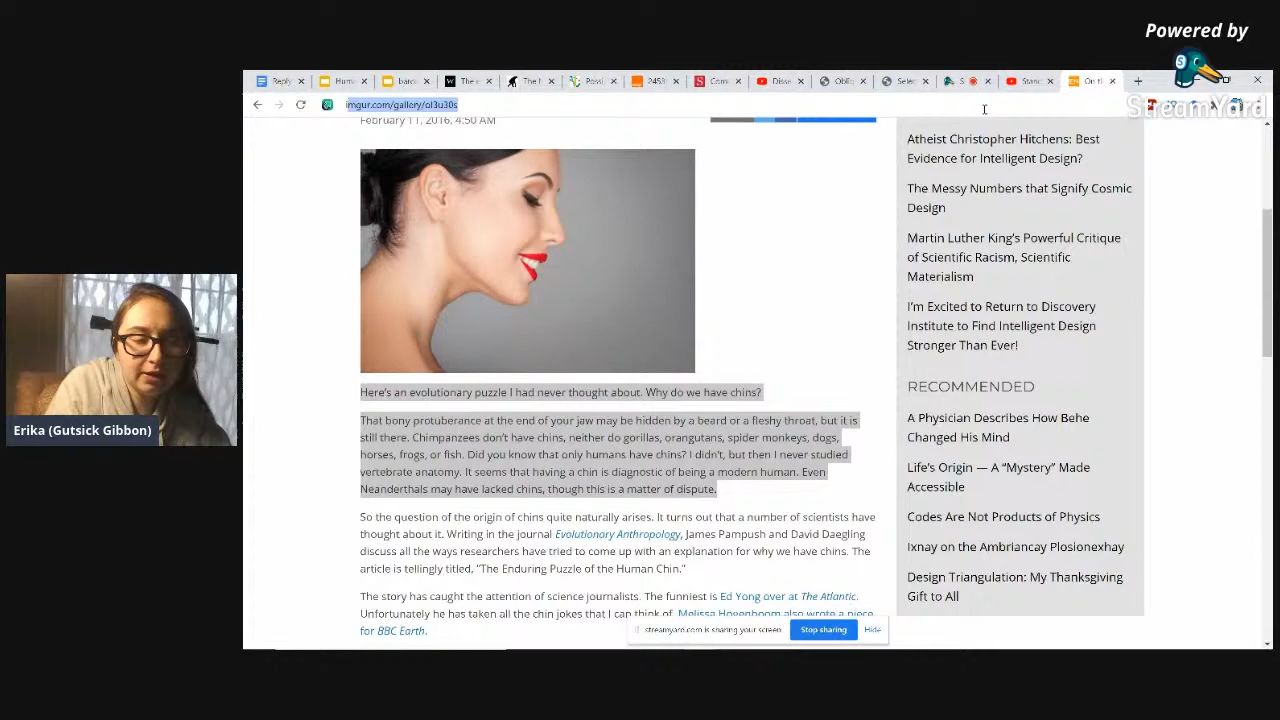 Powered by
StreamYard
Reply
Huma
barc
The e
The h
Possi
2453
Com
Disse
Oblic
Selec
S
Stanc
On th
imgur.com/gallery/ol3u30s
February 11, 2016, 4:50 AM
Here's an evolutionary puzzle I had never thought about. Why do we have chins?
That bony protuberance at the end of your jaw may be hidden by a beard or a fleshy throat, but it is
still there. Chimpanzees don't have chins, neither do gorillas, orangutans, spider monkeys, dogs,
horses, frogs, or fish. Did you know that only humans have chins? I didn't, but then I never studied
vertebrate anatomy. It seems that having a chin is diagnostic of being a modern human. Even
Neanderthals may have lacked chins, though this is a matter of dispute.
So the question of the origin of chins quite naturally arises. It turns out that a number of scientists have
thought about it. Writing in the journal Evolutionary Anthropology, James Pampush and David Daegling
discuss all the ways researchers have tried to come up with an explanation for why we have chins. The
article is tellingly titled, "The Enduring Puzzle of the Human Chin."
The story has caught the attention of science journalists. The funniest is Ed Yong over at The Atlantic.
Unfortunately he has taken all the chin jokes that I can think of. Melissa Hogenboom also wrote a piece
for BBC Earth.
Atheist Christopher Hitchens: Best
Evidence for Intelligent Design?
The Messy Numbers that Signify Cosmic
Design
Martin Luther King's Powerful Critique
of Scientific Racism, Scientific
Materialism
I'm Excited to Return to Discovery
Institute to Find Intelligent Design
Stronger Than Ever!
RECOMMENDED
A Physician Describes How Behe
Changed His Mind
Life's Origin — A "Mystery" Made
Accessible
Codes Are Not Products of Physics
Ixnay on the Ambriancay Plosionexhay
Design Triangulation: My Thanksgiving
Gift to All
streamyard.com is sharing your screen.
Stop sharing
Hide
Erika (Gutsick Gibbon)